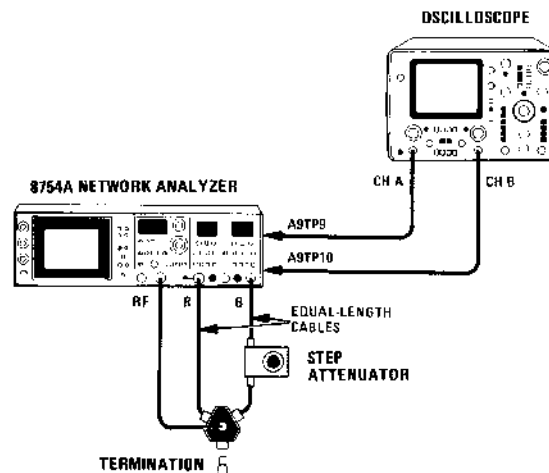 OSCILLOSCOPE
CH A
CH B
8754A NETWORK ANALYZER
A9TP9
A9TP10
RF
R
EQUAL-LENGTH
CABLES
STEP
ATTENUATOR
TERMINATION